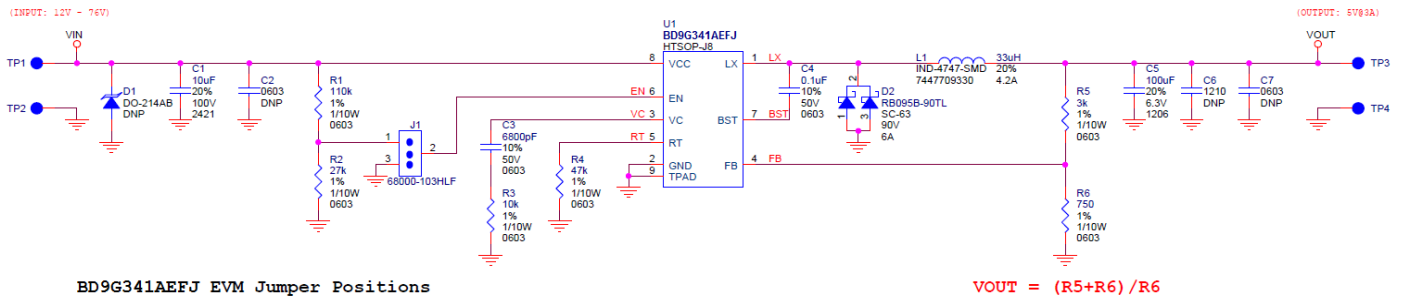 (INPUT: 12V - 76V)
(OUTPUT: 5V@3A)
VIN
VOUT
TP1
TP2
TP3
TP4
D1
DO-214AB
DNP
C1
10uF
20%
100V
2421
C2
0603
DNP
R1
110k
1%
1/10W
0603
R2
27k
1%
1/10W
0603
J1
1
2
3
68000-103HLF
C3
6800pF
10%
50V
0603
R3
10k
1%
1/10W
0603
R4
47k
1%
1/10W
0603
U1
BD9G341AEFJ
HTSOP-J8
8 VCC
EN 6 EN
VC 3 VC
RT 5 RT
2 GND
9 TPAD
LX 1 LX
BST 7 BST
FB 4 FB
C4
0.1uF
10%
50V
0603
2
1
3
D2
RB095B-90TL
SC-63
90V
6A
L1 33uH
IND-4747-SMD 20%
7447709330 4.2A
R5
3k
1%
1/10W
0603
R6
750
1%
1/10W
0603
C5
100uF
20%
6.3V
1206
C6
1210
DNP
C7
0603
DNP
BD9G341AEFJ EVM Jumper Positions
VOUT = (R5+R6)/R6